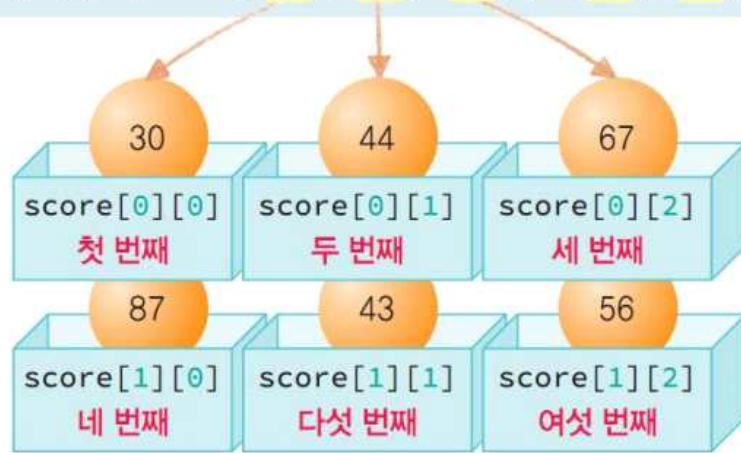 30 44 67
score[0][0] score[0][1] score[0][2]
첫 번째 두 번째 세 번째
87 43 56
score[1][0] score[1][1] score[1][2]
네 번째 다섯 번째 여섯 번째